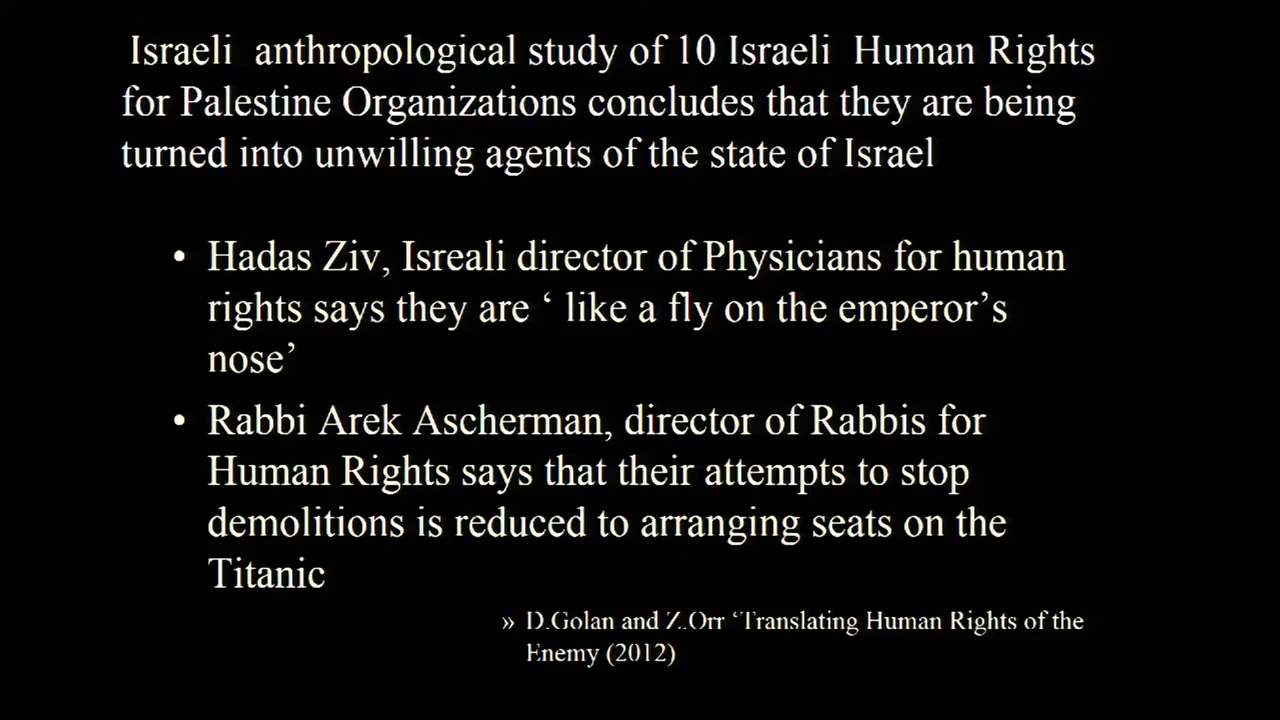 Israeli anthropological study of 10 Israeli Human Rights
for Palestine Organizations concludes that they are being
turned into unwilling agents of the state of Israel
• Hadas Ziv, Isreali director of Physicians for human
rights says they are ‘ like a fly on the emperor’s
nose’
• Rabbi Arek Ascherman, director of Rabbis for
Human Rights says that their attempts to stop
demolitions is reduced to arranging seats on the
Titanic
» D.Golan and Z.Orr ‘Translating Human Rights of the
Enemy (2012)